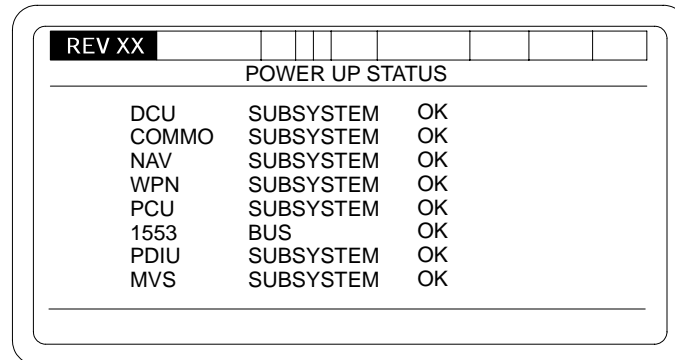 REV XX
POWER UP STATUS
DCU SUBSYSTEM OK
COMMO SUBSYSTEM OK
NAV SUBSYSTEM OK
WPN SUBSYSTEM OK
PCU SUBSYSTEM OK
1553 BUS OK
PDIU SUBSYSTEM OK
MVS SUBSYSTEM OK